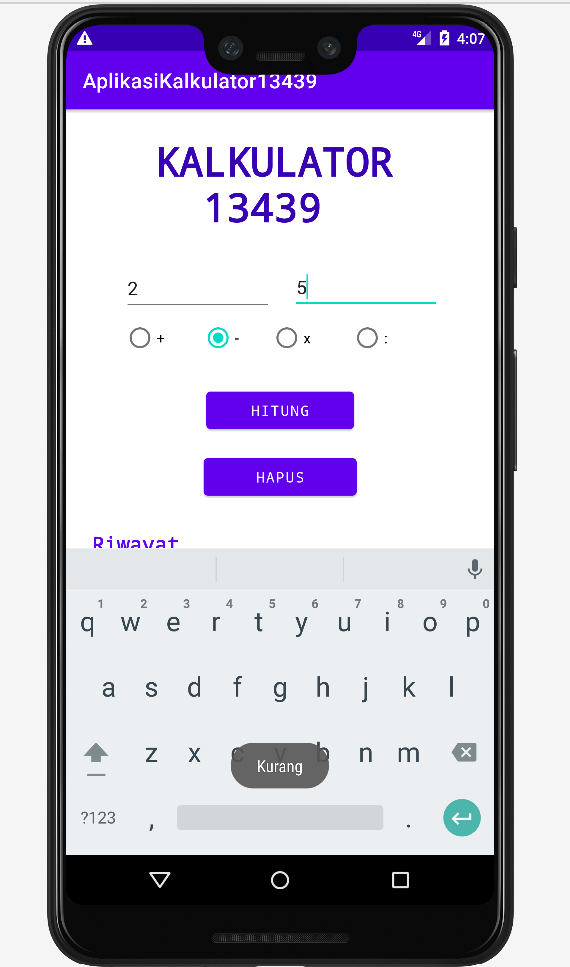 4G 4:07
AplikasiKalkulator13439
KALKULATOR
13439
2 5
+ - x :
HITUNG
HAPUS
Riwayat
1 2 3 4 5 6 7 8 9 0
q w e r t y u i o p
a s d f g h j k l
z x c v b n m
Kurang
?123 , .